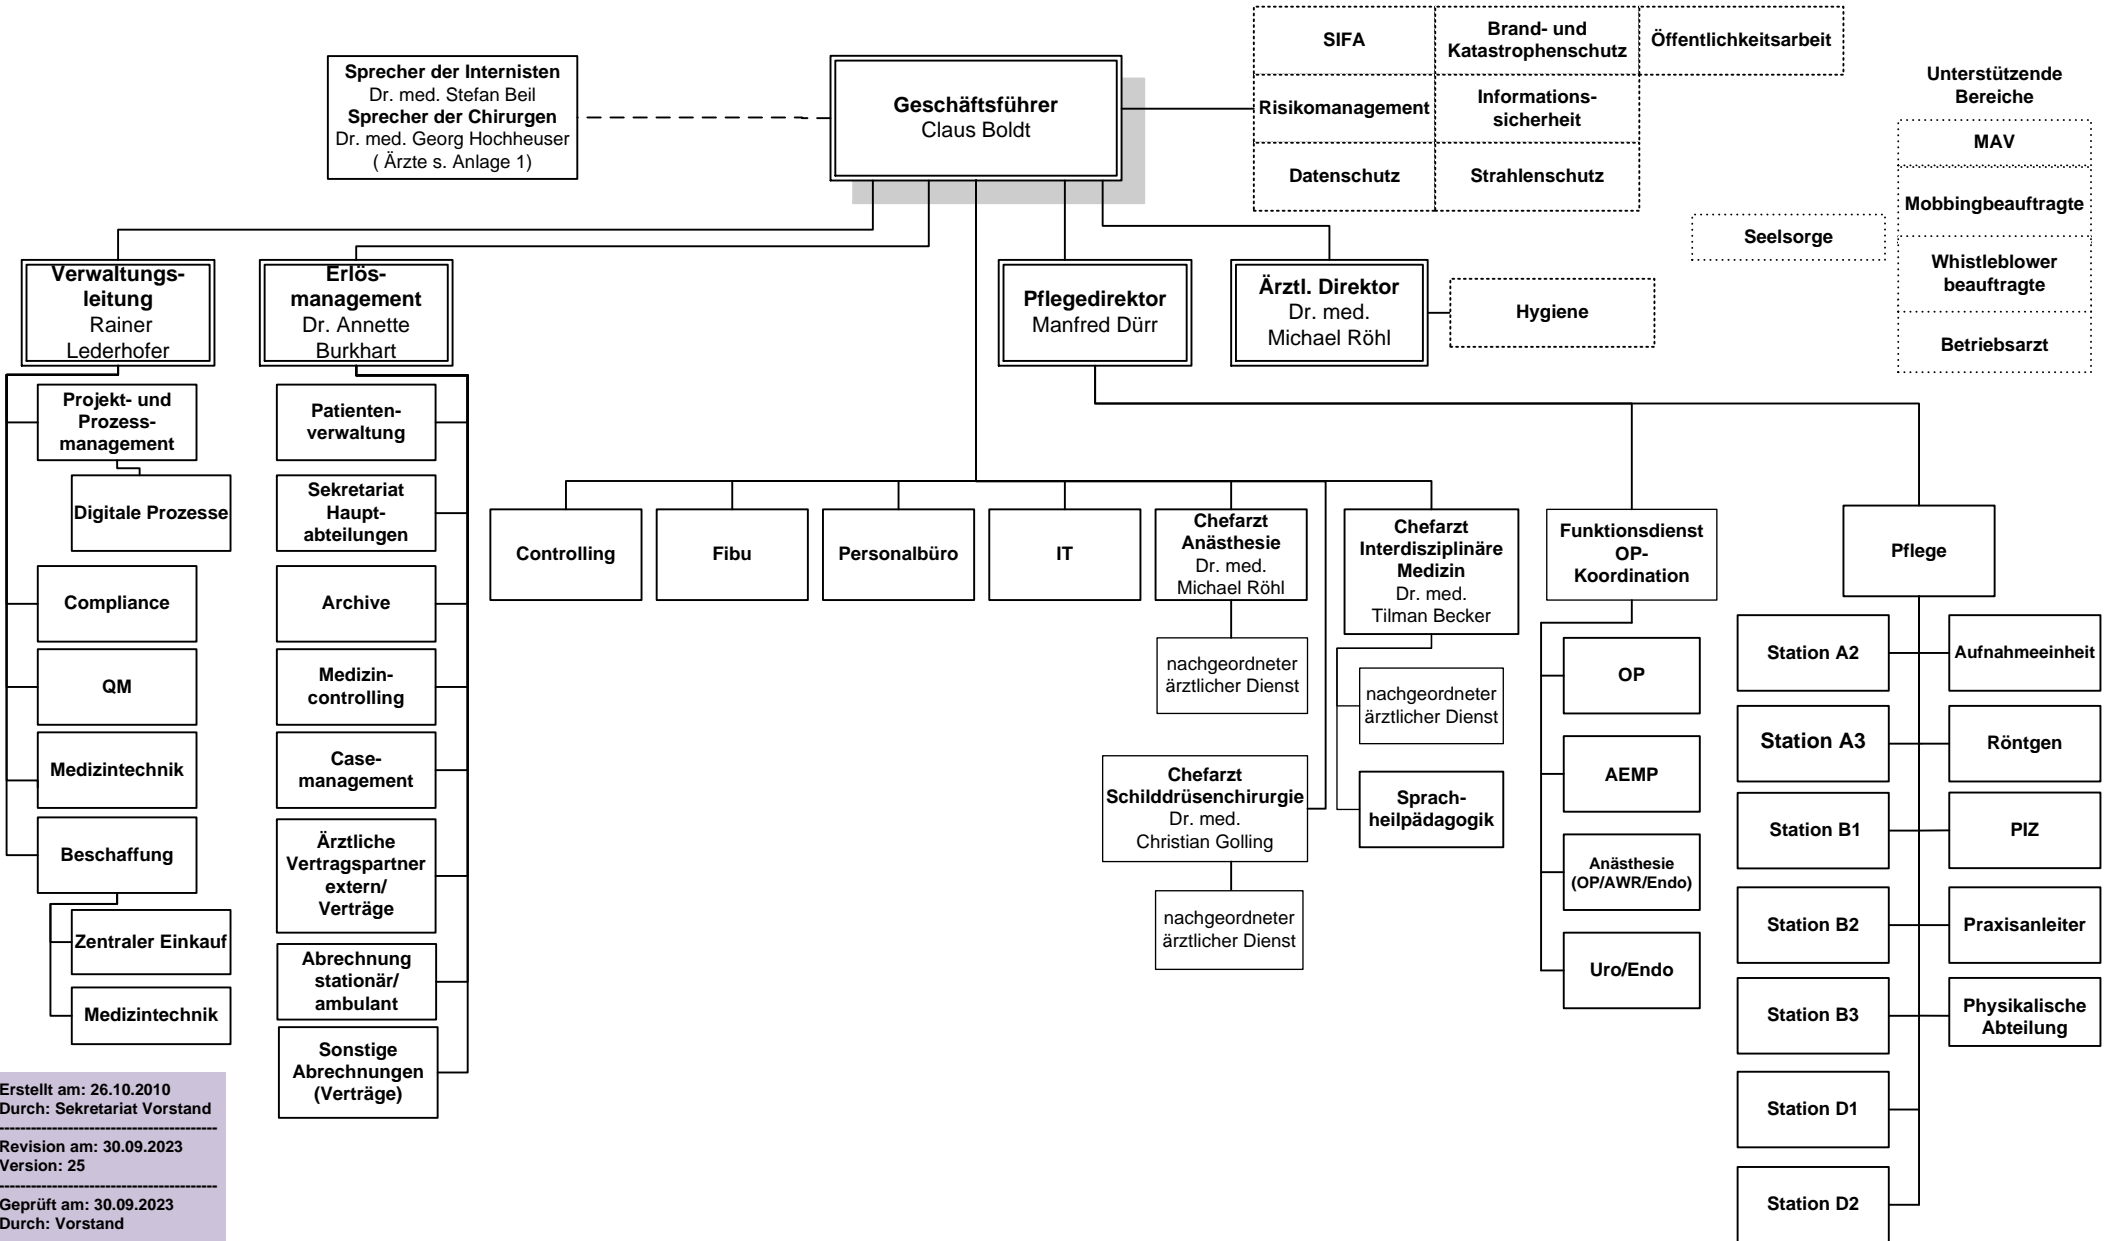 Sprecher der Internisten
Dr. med. Stefan Beil
Sprecher der Chirurgen
Dr. med. Georg Hochheuser
( Ärzte s. Anlage 1)
Geschäftsführer
Claus Boldt
SIFA
Brand- und
Katastrophenschutz
Öffentlichkeitsarbeit
Risikomanagement
Informations-
sicherheit
Datenschutz
Strahlenschutz
Unterstützende
Bereiche
MAV
Mobbingbeauftragte
Whistleblower
beauftragte
Betriebsarzt
Seelsorge
Verwaltungs-
leitung
Rainer
Lederhofer
Erlös-
management
Dr. Annette
Burkhart
Pflegedirektor
Manfred Dürr
Ärztl. Direktor
Dr. med.
Michael Röhl
Hygiene
Projekt- und
Prozess-
management
Digitale Prozesse
Compliance
QM
Medizintechnik
Beschaffung
Zentraler Einkauf
Medizintechnik
Patienten-
verwaltung
Sekretariat
Haupt-
abteilungen
Archive
Medizin-
controlling
Case-
management
Ärztliche
Vertragspartner
extern/
Verträge
Abrechnung
stationär/
ambulant
Sonstige
Abrechnungen
(Verträge)
Controlling
Fibu
Personalbüro
IT
Chefarzt
Anästhesie
Dr. med.
Michael Röhl
nachgeordneter
ärztlicher Dienst
Chefarzt
Schilddrüsenchirurgie
Dr. med.
Christian Golling
nachgeordneter
ärztlicher Dienst
Chefarzt
Interdisziplinäre
Medizin
Dr. med.
Tilman Becker
nachgeordneter
ärztlicher Dienst
Sprach-
heilpädagogik
Funktionsdienst
OP-
Koordination
OP
AEMP
Anästhesie
(OP/AWR/Endo)
Uro/Endo
Pflege
Station A2
Aufnahmeeinheit
Station A3
Röntgen
Station B1
PIZ
Station B2
Praxisanleiter
Station B3
Physikalische
Abteilung
Station D1
Station D2
Erstellt am: 26.10.2010
Durch: Sekretariat Vorstand
-----------------------------------------
Revision am: 30.09.2023
Version: 25
-----------------------------------------
Geprüft am: 30.09.2023
Durch: Vorstand